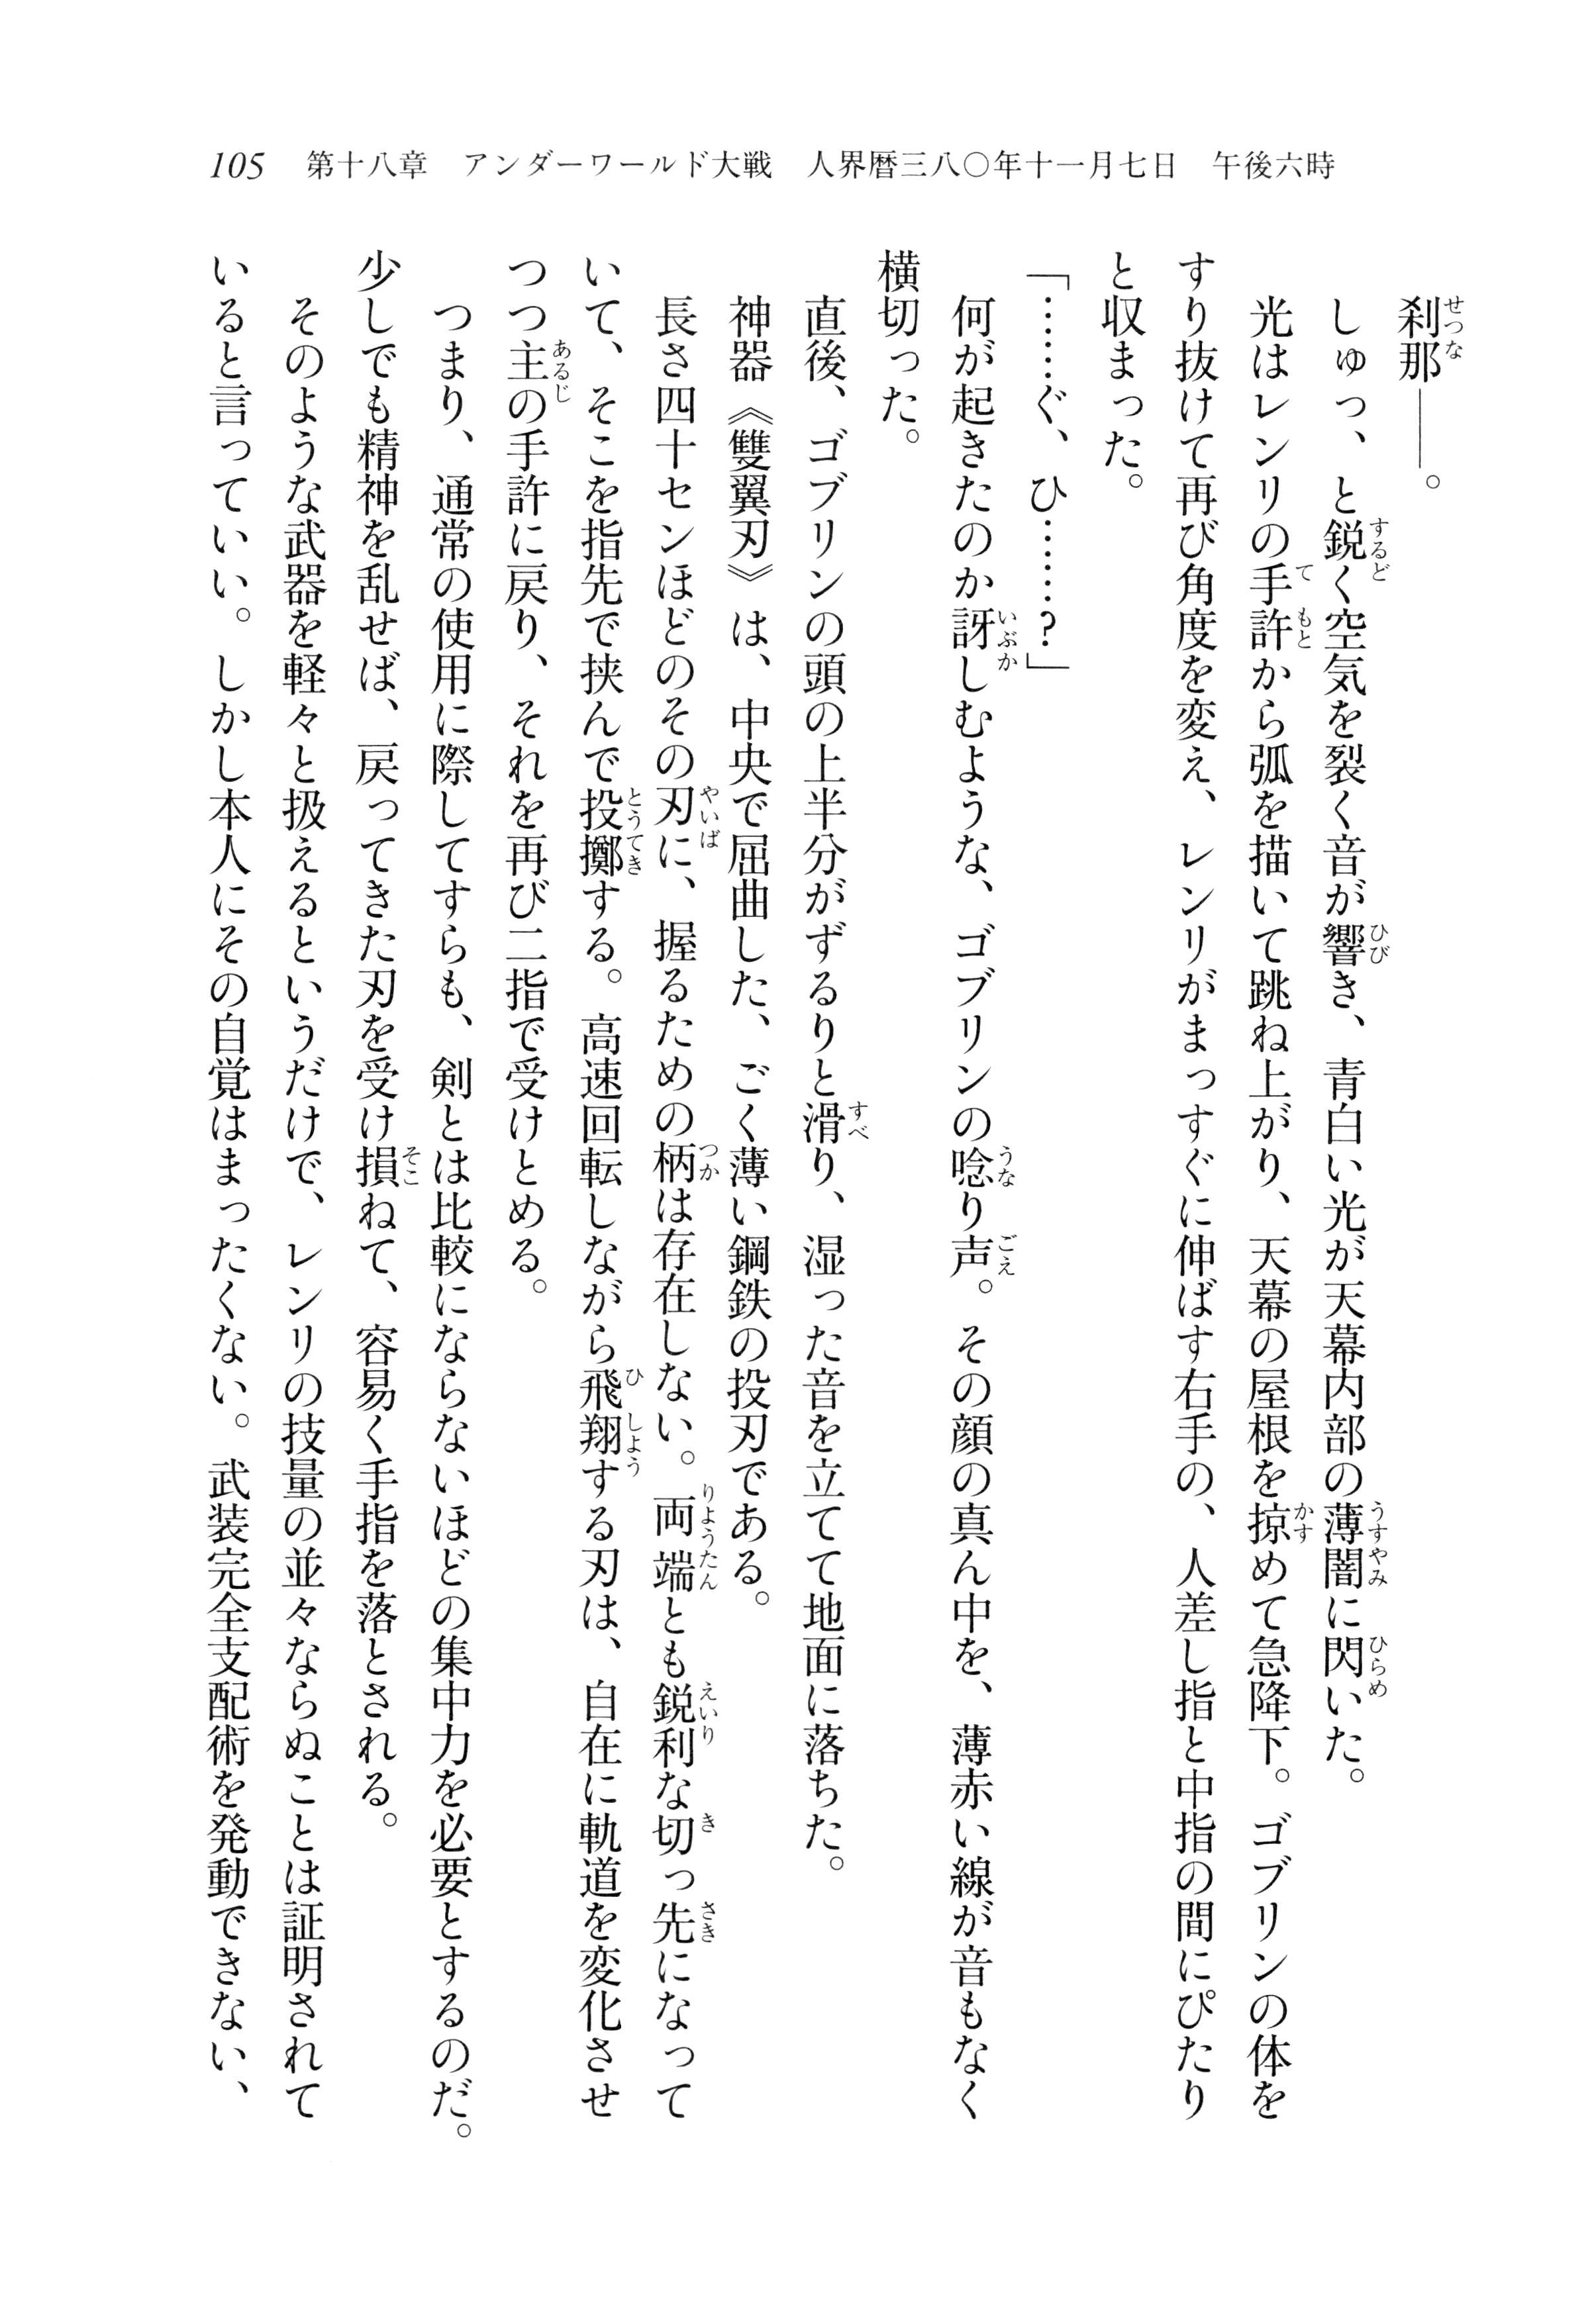 105　第十八章　アンダーワールド大戦　人界暦三八〇年十一月七日　午後六時
刹那――。
しゅっ、と鋭く空気を裂く音が響き、青白い光が天幕内部の薄闇に閃いた。
光はレンリの手許から弧を描いて跳ね上がり、天幕の屋根を掠めて急降下。ゴブリンの体を
すり抜けて再び角度を変え、レンリがまっすぐに伸ばす右手の、人差し指と中指の間にぴたり
と収まった。
「……ぐ、ひ……？」
何が起きたのか訝しむような、ゴブリンの唸り声。その顔の真ん中を、薄赤い線が音もなく
横切った。
直後、ゴブリンの頭の上半分がずるりと滑り、湿った音を立てて地面に落ちた。
神器《雙翼刃》は、中央で屈曲した、ごく薄い鋼鉄の投刃である。
長さ四十センほどのその刃に、握るための柄は存在しない。両端とも鋭利な切っ先になって
いて、そこを指先で挟んで投擲する。高速回転しながら飛翔する刃は、自在に軌道を変化させ
つつ主の手許に戻り、それを再び二指で受けとめる。
つまり、通常の使用に際してすらも、剣とは比較にならないほどの集中力を必要とするのだ。
少しでも精神を乱せば、戻ってきた刃を受け損ねて、容易く手指を落とされる。
そのような武器を軽々と扱えるというだけで、レンリの技量の並々ならぬことは証明されて
いると言っていい。しかし本人にその自覚はまったくない。武装完全支配術を発動できない、